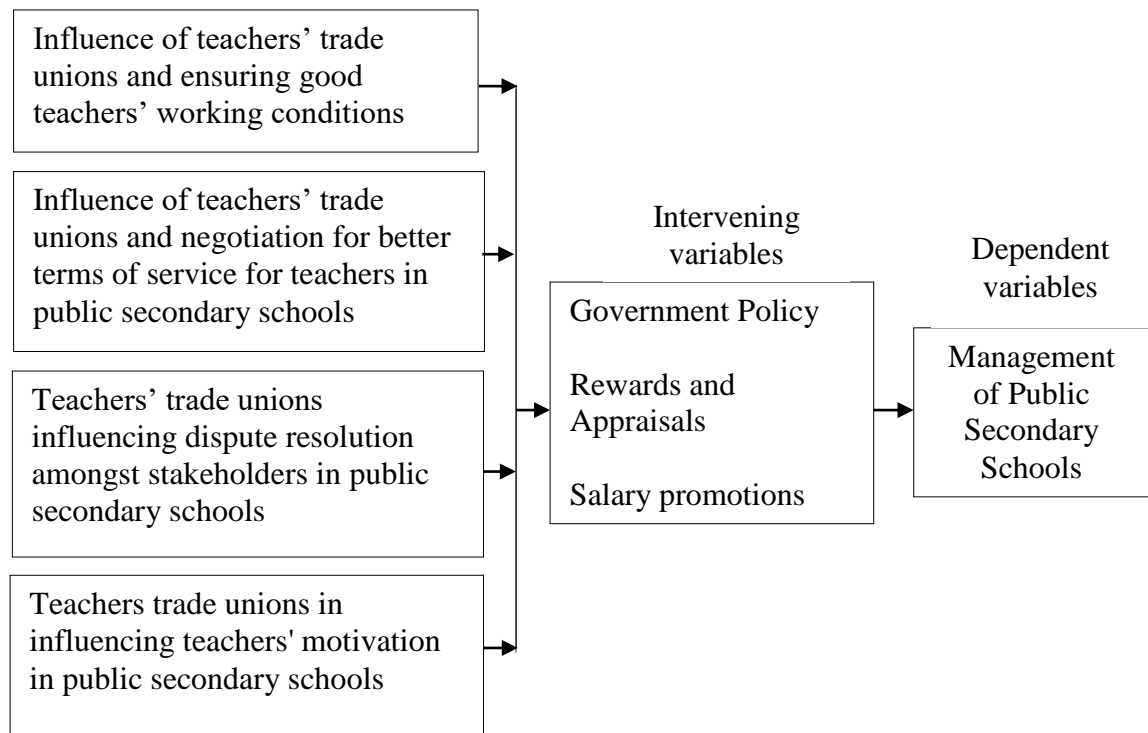 Influence of teachers’ trade
unions and ensuring good
teachers’ working conditions
Influence of teachers’ trade
unions and negotiation for better
terms of service for teachers in
public secondary schools
Teachers’ trade unions
influencing dispute resolution
amongst stakeholders in public
secondary schools
Teachers trade unions in
influencing teachers' motivation
in public secondary schools
Intervening
variables
Government Policy
Rewards and
Appraisals
Salary promotions
Dependent
variables
Management
of Public
Secondary
Schools